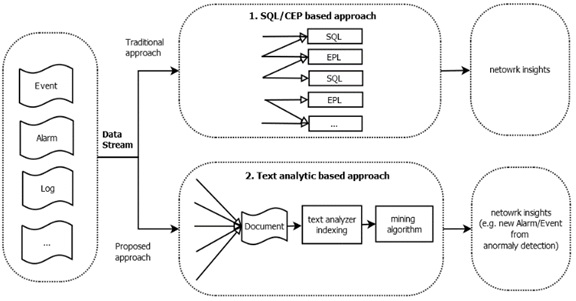 Event
Alarm
Log
...
Data
Stream
Traditional
approach
Proposed
approach
1. SQL/CEP based approach
SQL
EPL
SQL
EPL
...
netowrk insights
2. Text analytic based approach
Document
text analyzer
indexing
mining
algorithm
netowrk insights
(e.g. new Alarm/Event
from
anormaly detection)